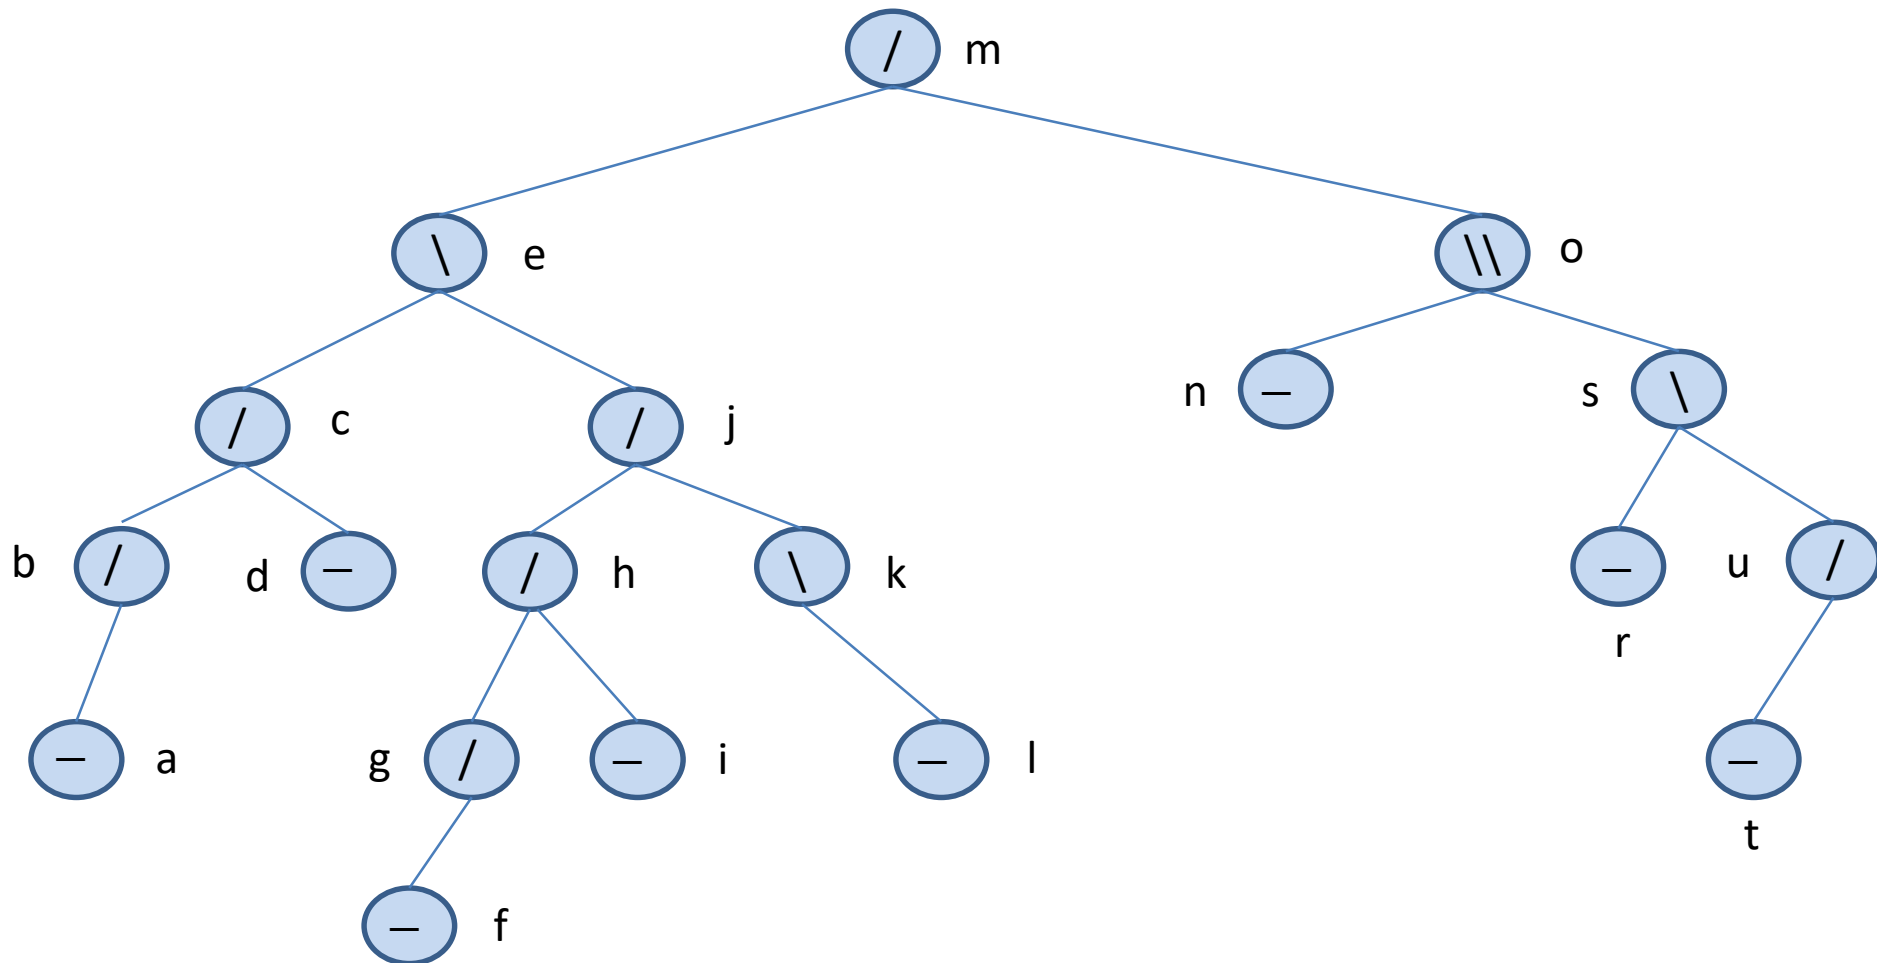 / m
\ e
\\ o
/ c
/ j
n –
s \
b /
d –
/ h
\ k
–
r
u /
– a
g /
– i
– l
–
t
– f